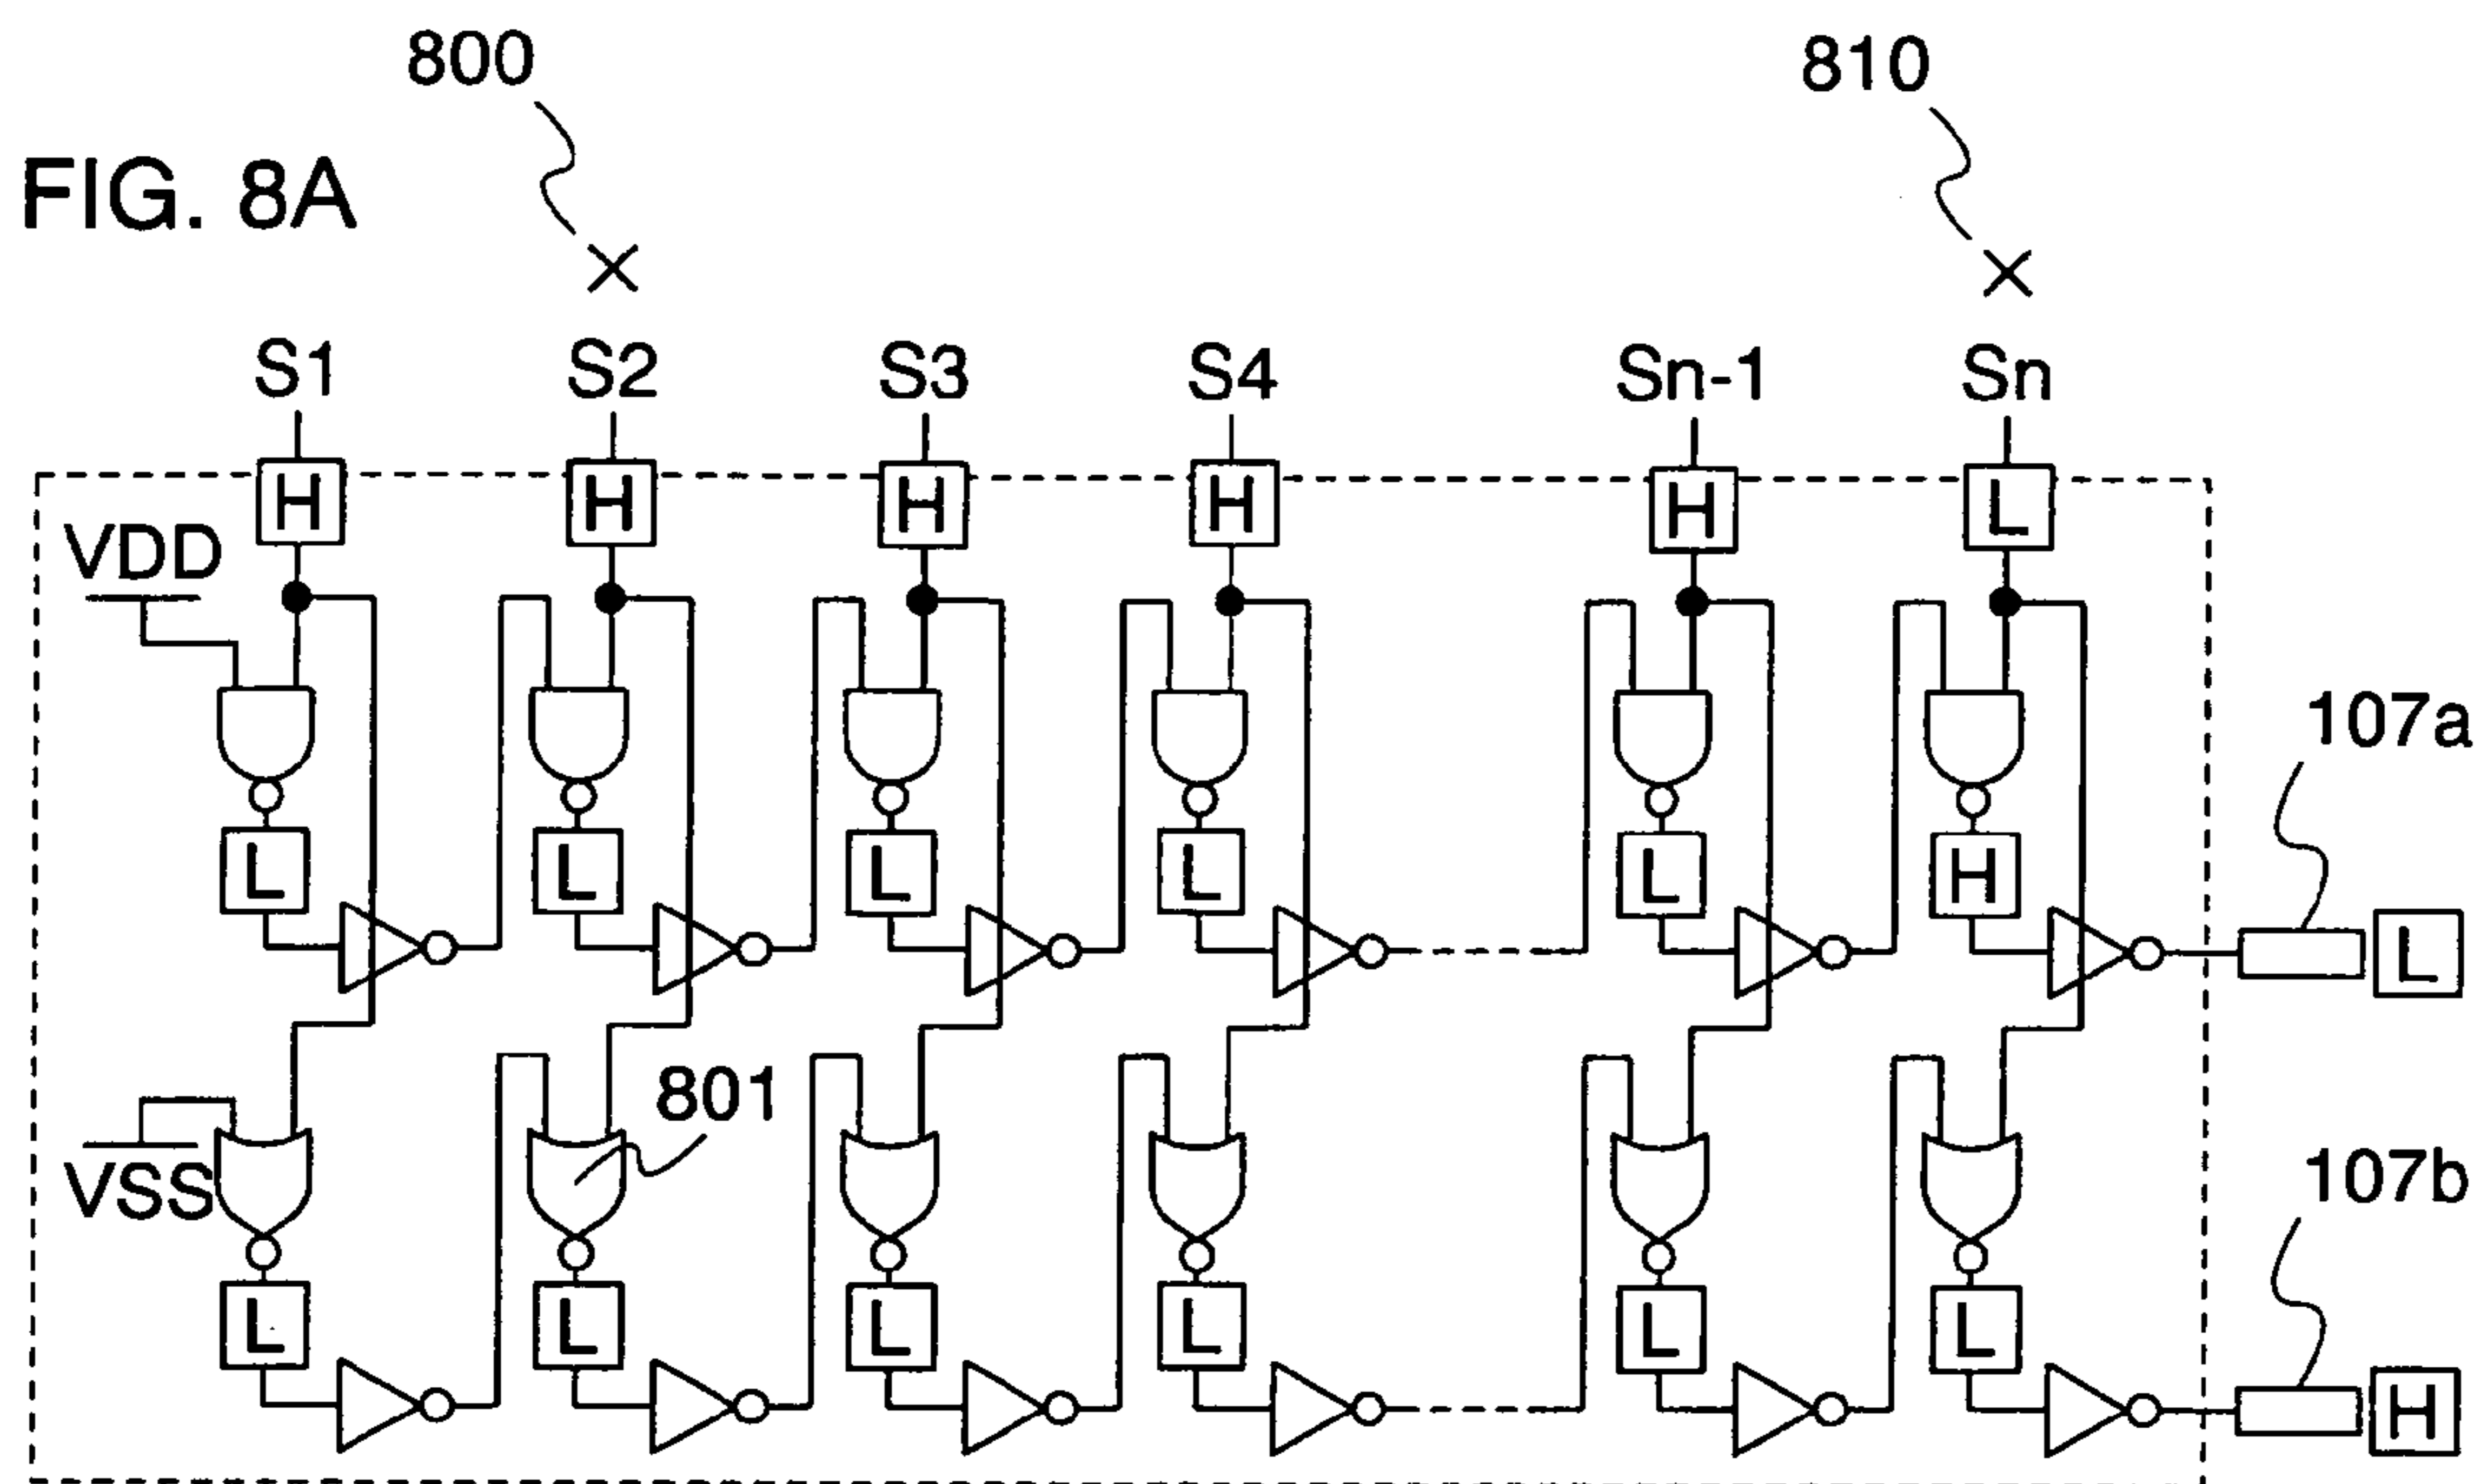 800 810
FIG. 8A
S1 S2 S3 S4 Sn-1 Sn
H H H H H L
VDD
107a
L L L L L H
L
801
VSS
107b
L L L L L L
H